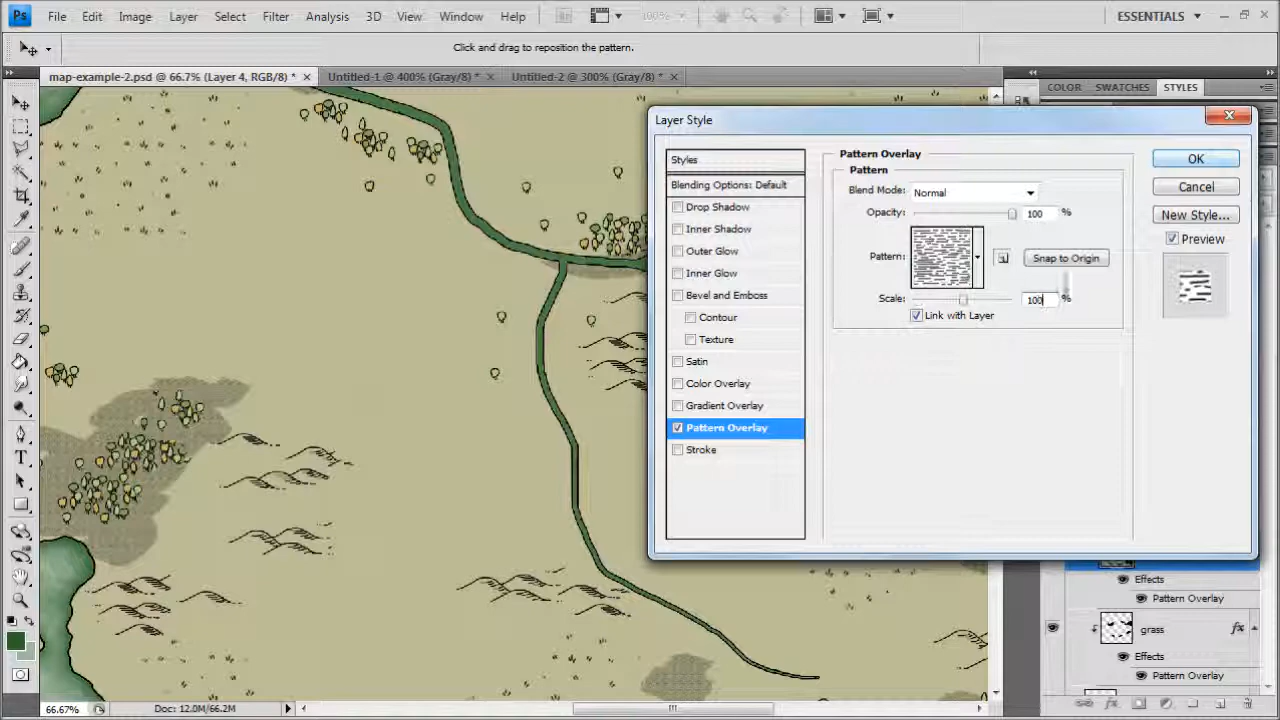 Ps File Edit Image Layer Select Filter Analysis 3D View Window Help 100% ESSENTIALS
Click and drag to reposition the pattern.
map-example-2.psd @ 66.7% (Layer 4, RGB/8) * Untitled-1 @ 400% (Gray/8) * Untitled-2 @ 300% (Gray/8) *
COLOR SWATCHES STYLES
Layer Style
Styles
Blending Options: Default
Drop Shadow
Inner Shadow
Outer Glow
Inner Glow
Bevel and Emboss
Contour
Texture
Satin
Color Overlay
Gradient Overlay
Pattern Overlay
Stroke
Pattern Overlay
Pattern
Blend Mode: Normal
Opacity: 100 %
Pattern: Snap to Origin
Scale: 100 %
Link with Layer
OK
Cancel
New Style...
Preview
Effects
Pattern Overlay
grass fx
Effects
Pattern Overlay
66.67% Doc: 12.0M/66.2M